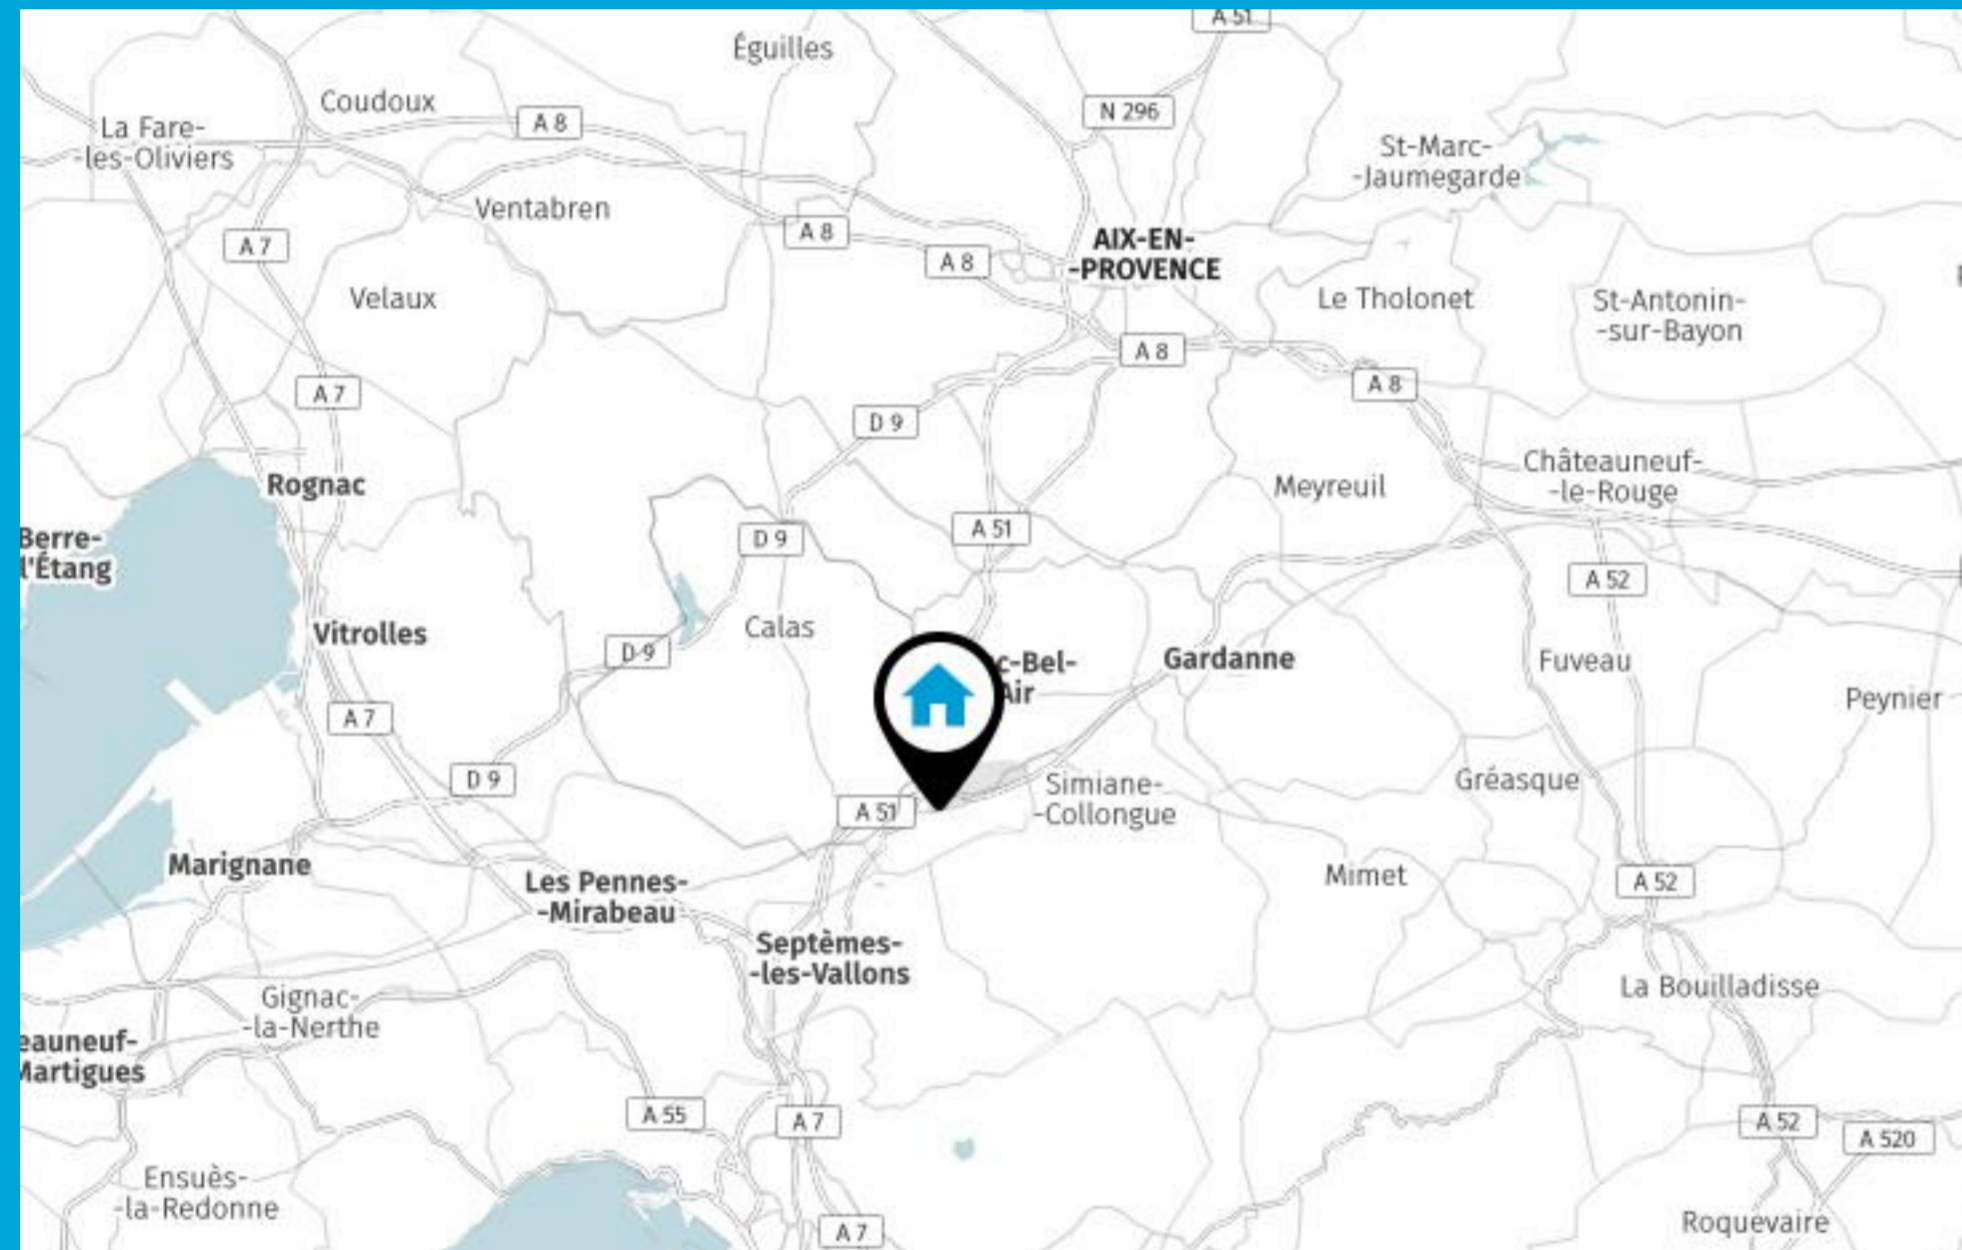 A 51
Éguilles
Coudoux
N 296
A 8
La Fare-
-les-Oliviers
St-Marc-
-Jaumegarde
Ventabren
A 8
A 7
AIX-EN-
-PROVENCE
A 8
Velaux
Le Tholonet
St-Antonin-
-sur-Bayon
A 8
A 8
A 7
D 9
Châteauneuf-
-le-Rouge
Rognac
Meyreuil
A 51
D 9
Berre-
l'Étang
A 52
Calas
Vitrolles
D 9
c-Bel-
Air
Gardanne
Fuveau
Peynier
A 7
D 9
Simiane-
-Collongue
Gréasque
A 51
Marignane
Les Pennes-
-Mirabeau
Mimet
A 52
Septèmes-
-les-Vallons
La Bouilladisse
Gignac-
-la-Nerthe
eauneuf-
Martigues
A 55
A 7
A 52
A 520
Ensuès-
-la-Redonne
Roquevaire
A 7